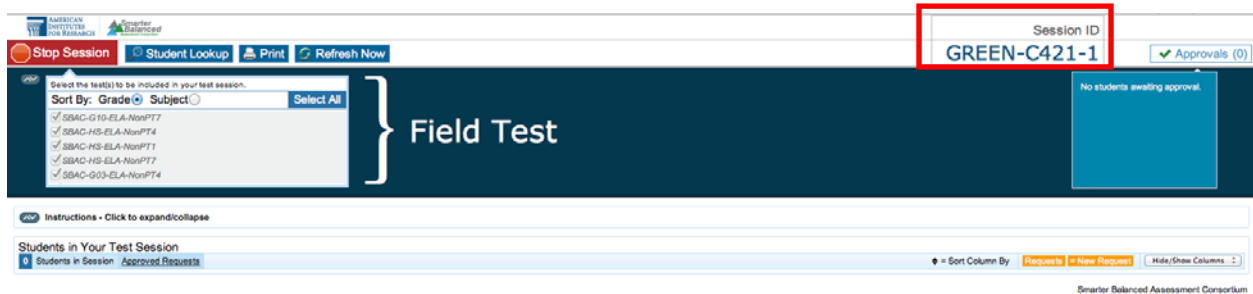 AMERICAN INSTITUTES FOR RESEARCH
Smarter Balanced
Session ID
GREEN-C421-1
Stop Session Student Lookup Print Refresh Now
Approvals (0)
Select the test(s) to be included in your test session.
Sort By: Grade Subject Select All
SBAC-G10-ELA-NonPT7
SBAC-HS-ELA-NonPT4
SBAC-HS-ELA-NonPT1
SBAC-HS-ELA-NonPT7
SBAC-G03-ELA-NonPT4
Field Test
No students awaiting approval.
Instructions - Click to expand/collapse
Students in Your Test Session
0 Students in Session Approved Requests
= Sort Column By Requests = New Request Hide/Show Columns
Smarter Balanced Assessment Consortium